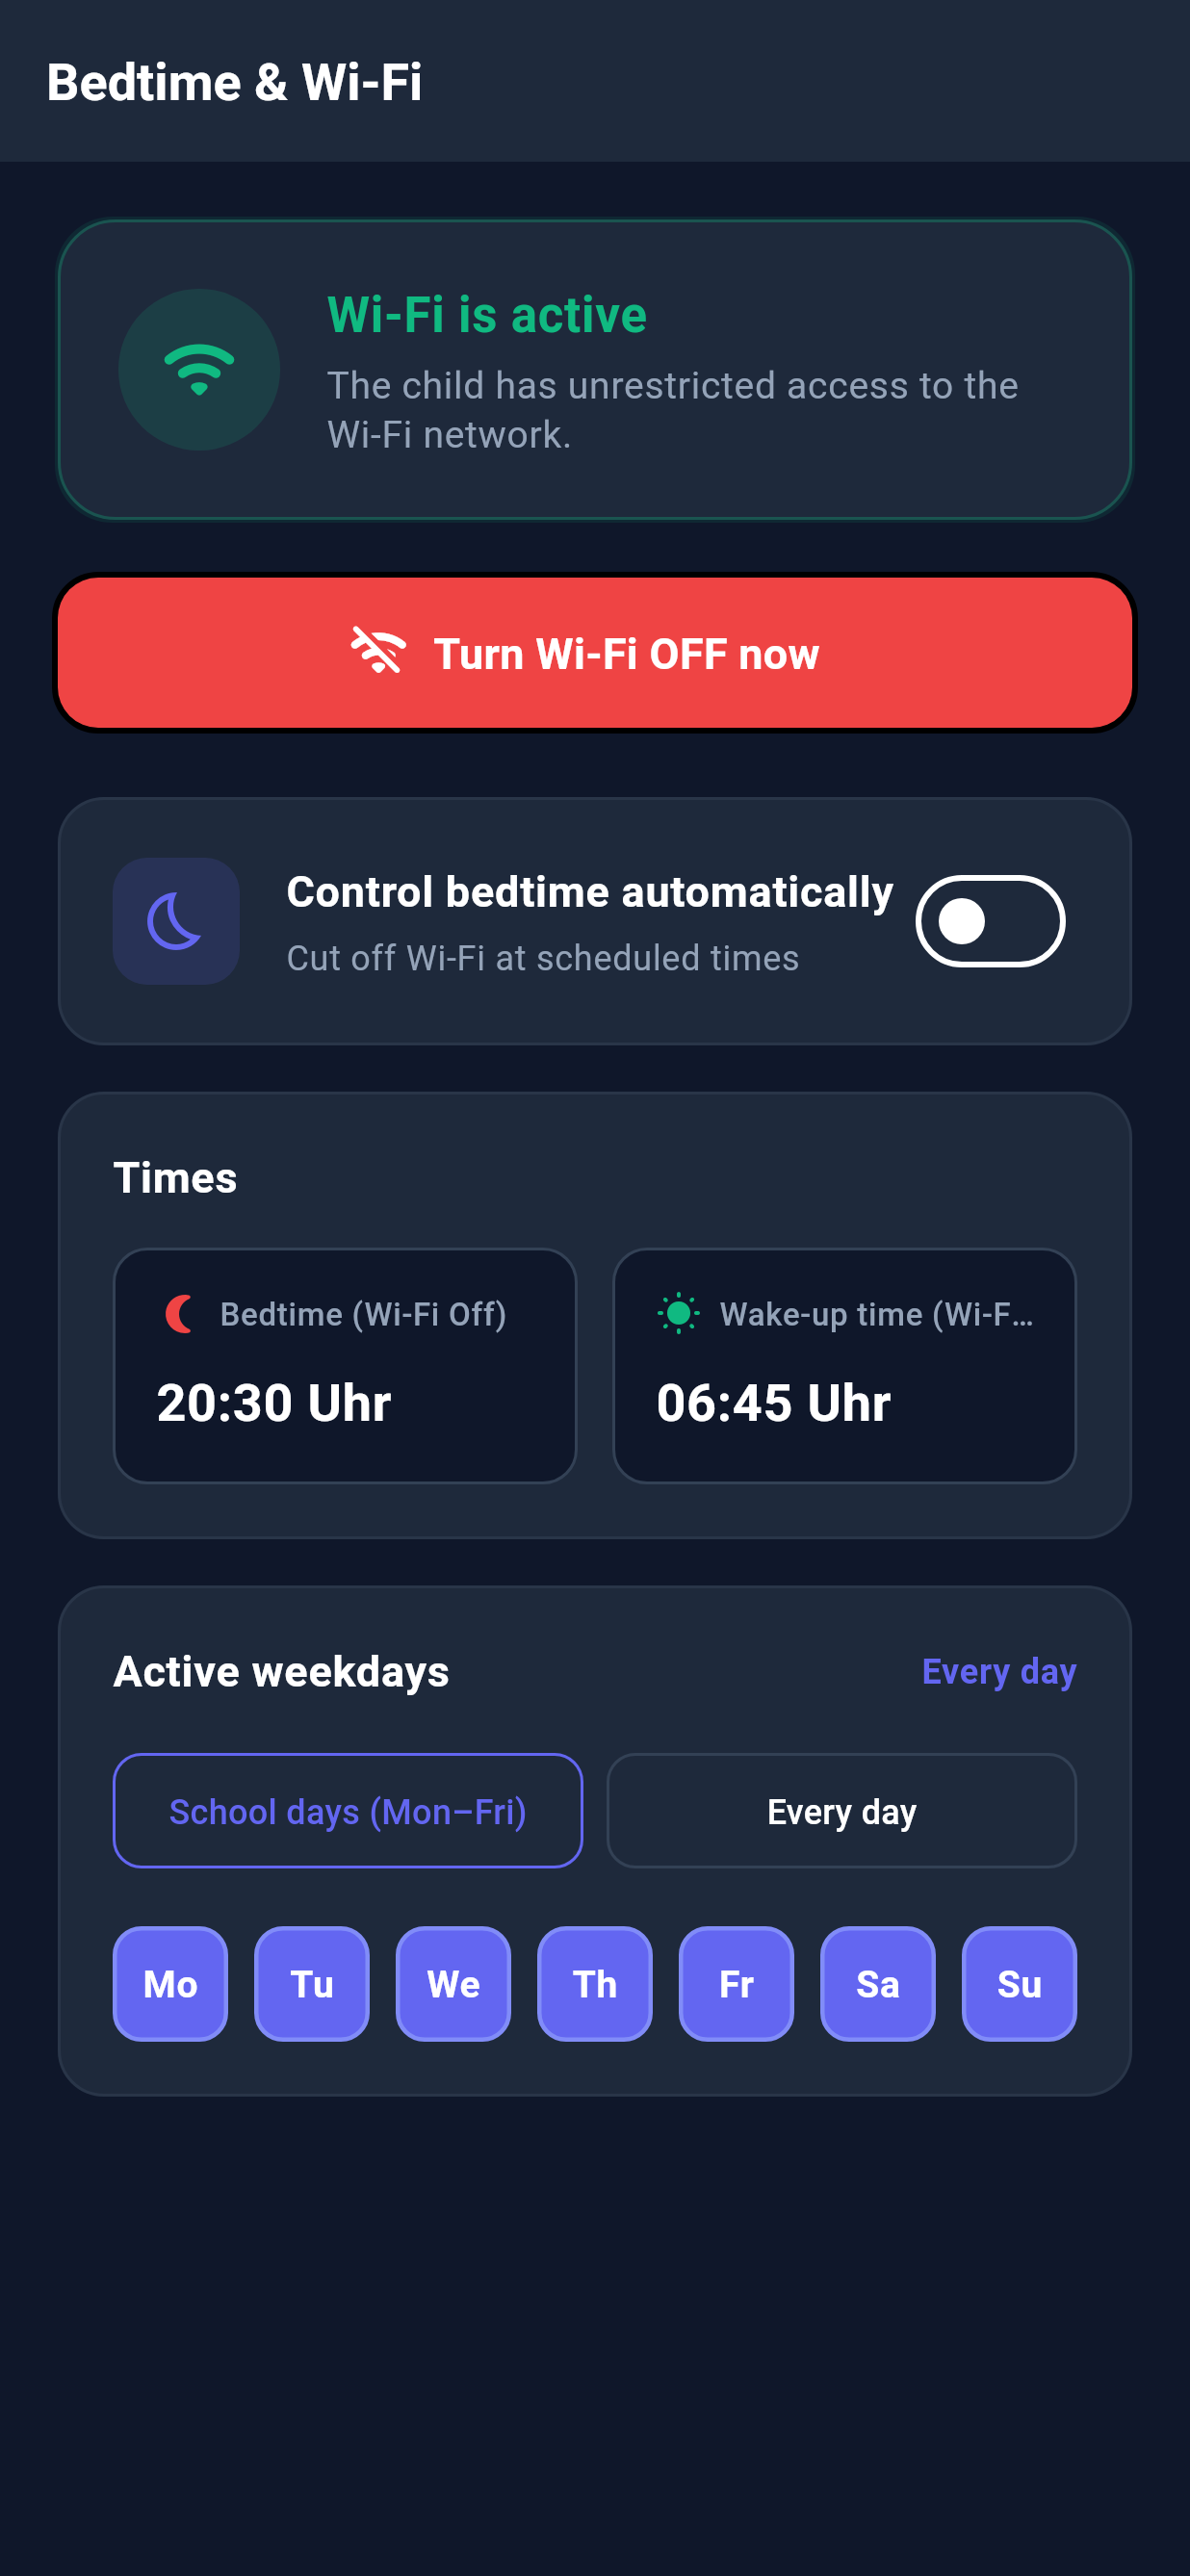 Bedtime & Wi-Fi
Wi-Fi is active
The child has unrestricted access to the
Wi-Fi network.
Turn Wi-Fi OFF now
Control bedtime automatically
Cut off Wi-Fi at scheduled times
Times
Bedtime (Wi-Fi Off)
Wake-up time (Wi-F...
20:30 Uhr
06:45 Uhr
Active weekdays
Every day
School days (Mon–Fri)
Every day
Mo Tu We Th Fr Sa Su